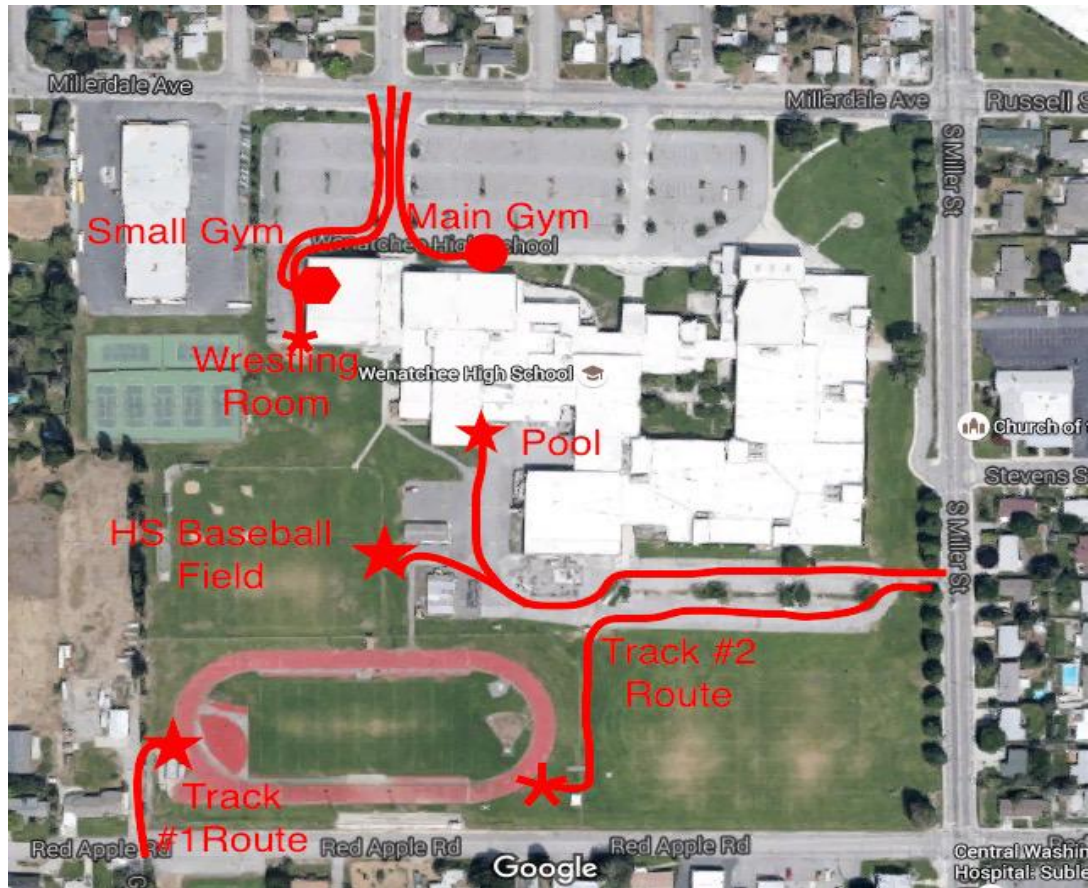 Millerdale Ave
Millerdale Ave
Russell S
S Miller St
Main Gym
Small Gym
Wenatchee High School
Wrestling
Room
Wenatchee High School
Pool
Church of
Stevens S
HS Baseball
Field
S Miller St
Track #2
Route
Track
#1Route
Red Apple Rd
Red Apple Rd
Red Apple Rd
Google
Central Washin
Hospital: Suble